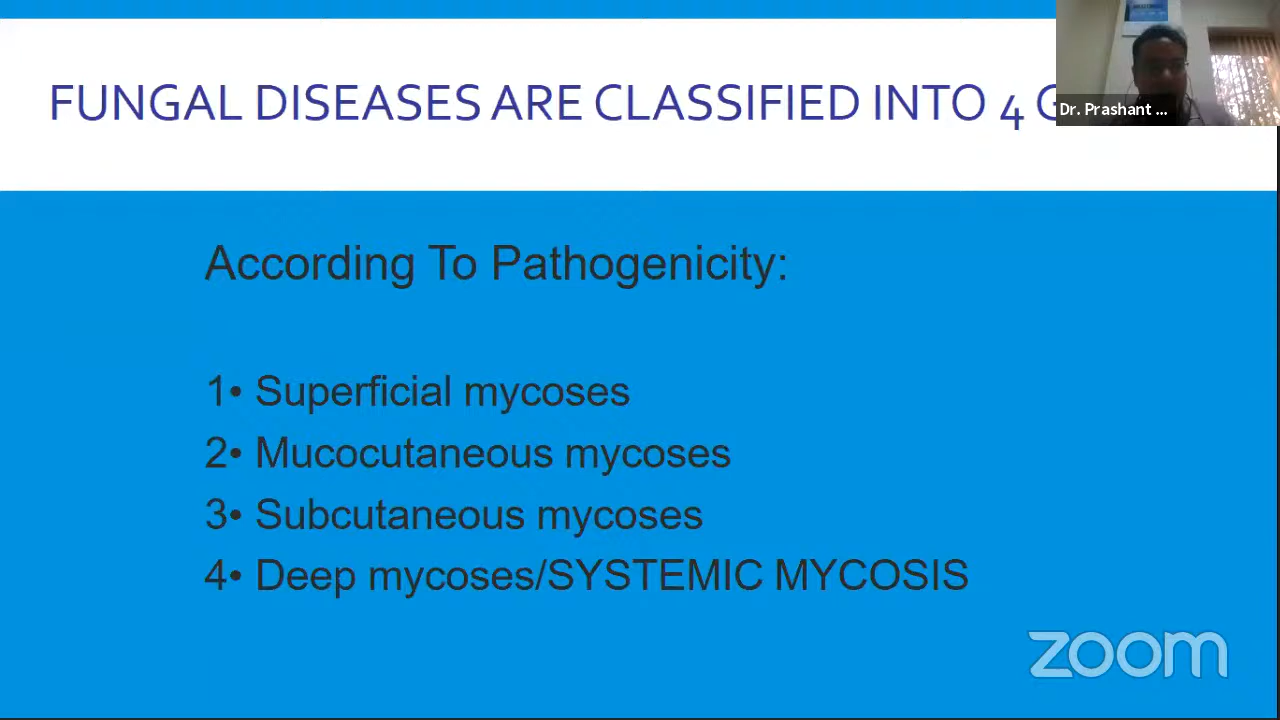 FUNGAL DISEASES ARE CLASSIFIED INTO 4
Dr. Prashant ...
According To Pathogenicity:
1• Superficial mycoses
2• Mucocutaneous mycoses
3• Subcutaneous mycoses
4• Deep mycoses/SYSTEMIC MYCOSIS
zoom